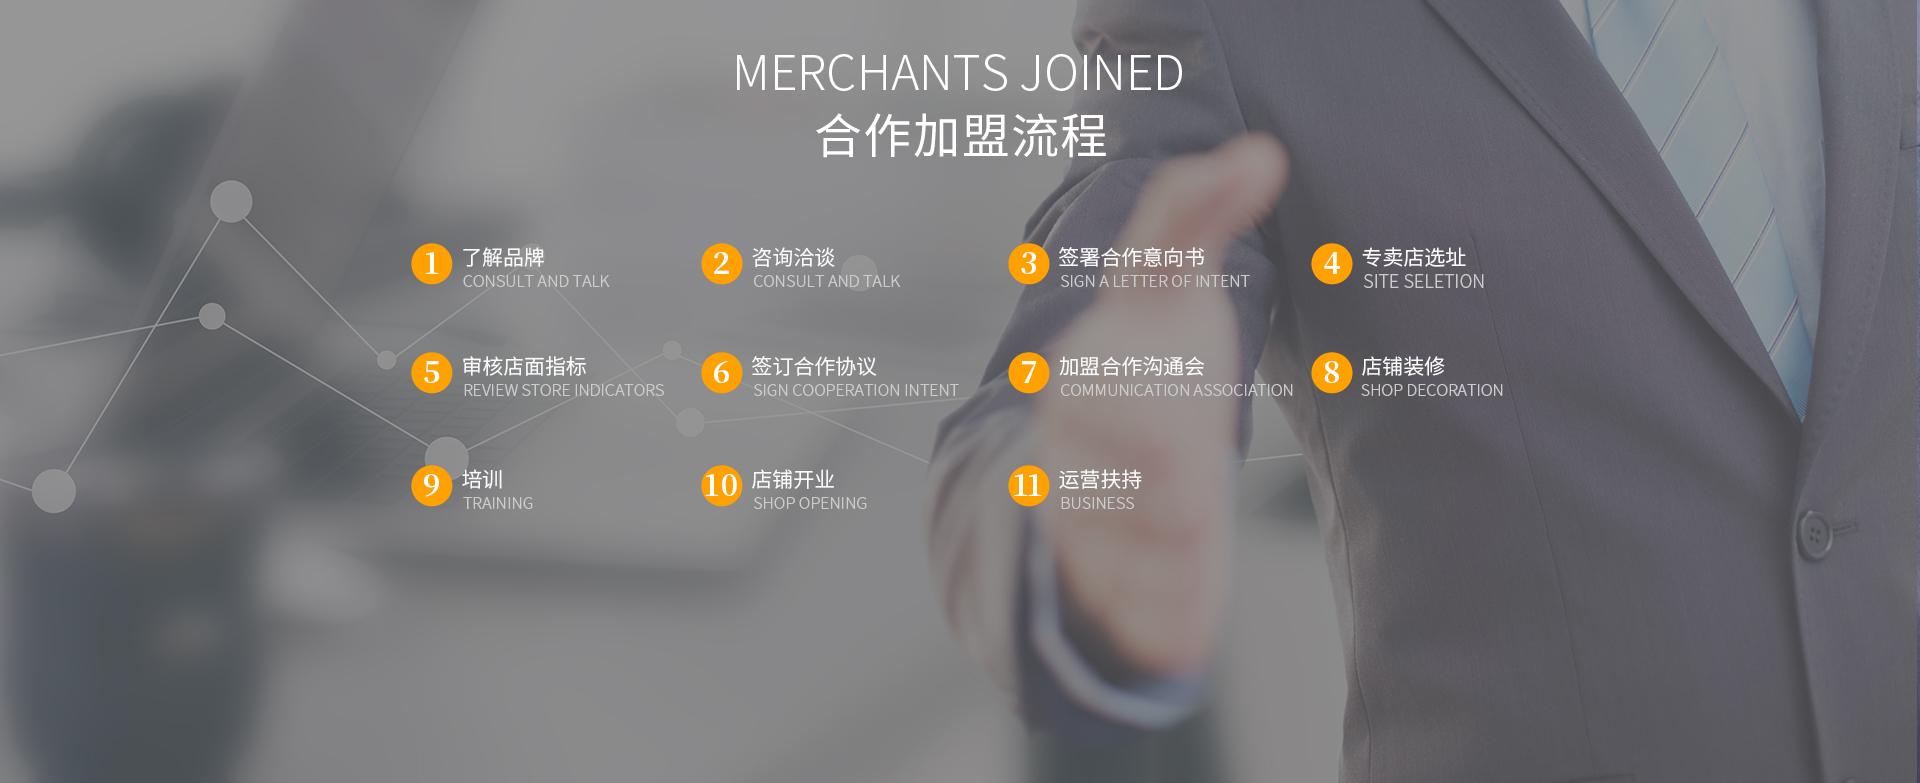 MERCHANTS JOINED
合作加盟流程
1 了解品牌
CONSULT AND TALK
2 咨询洽谈
CONSULT AND TALK
3 签署合作意向书
SIGN A LETTER OF INTENT
4 专卖店选址
SITE SELETION
5 审核店面指标
REVIEW STORE INDICATORS
6 签订合作协议
SIGN COOPERATION INTENT
7 加盟合作沟通会
COMMUNICATION ASSOCIATION
8 店铺装修
SHOP DECORATION
9 培训
TRAINING
10 店铺开业
SHOP OPENING
11 运营扶持
BUSINESS